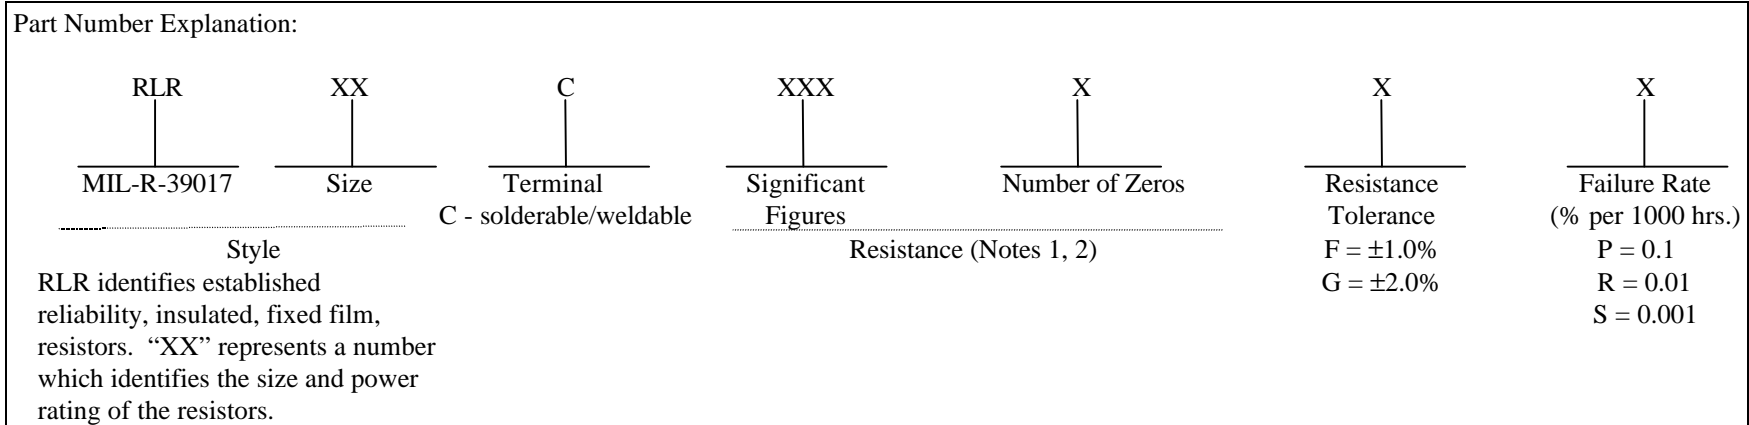 Part Number Explanation:
RLR XX C XXX X X X
MIL-R-39017 Size Terminal Significant Number of Zeros Resistance Failure Rate
C - solderable/weldable Figures Tolerance (% per 1000 hrs.)
Style Resistance (Notes 1, 2) F = ±1.0% P = 0.1
RLR identifies established G = ±2.0% R = 0.01
reliability, insulated, fixed film, S = 0.001
resistors. “XX” represents a number
which identifies the size and power
rating of the resistors.